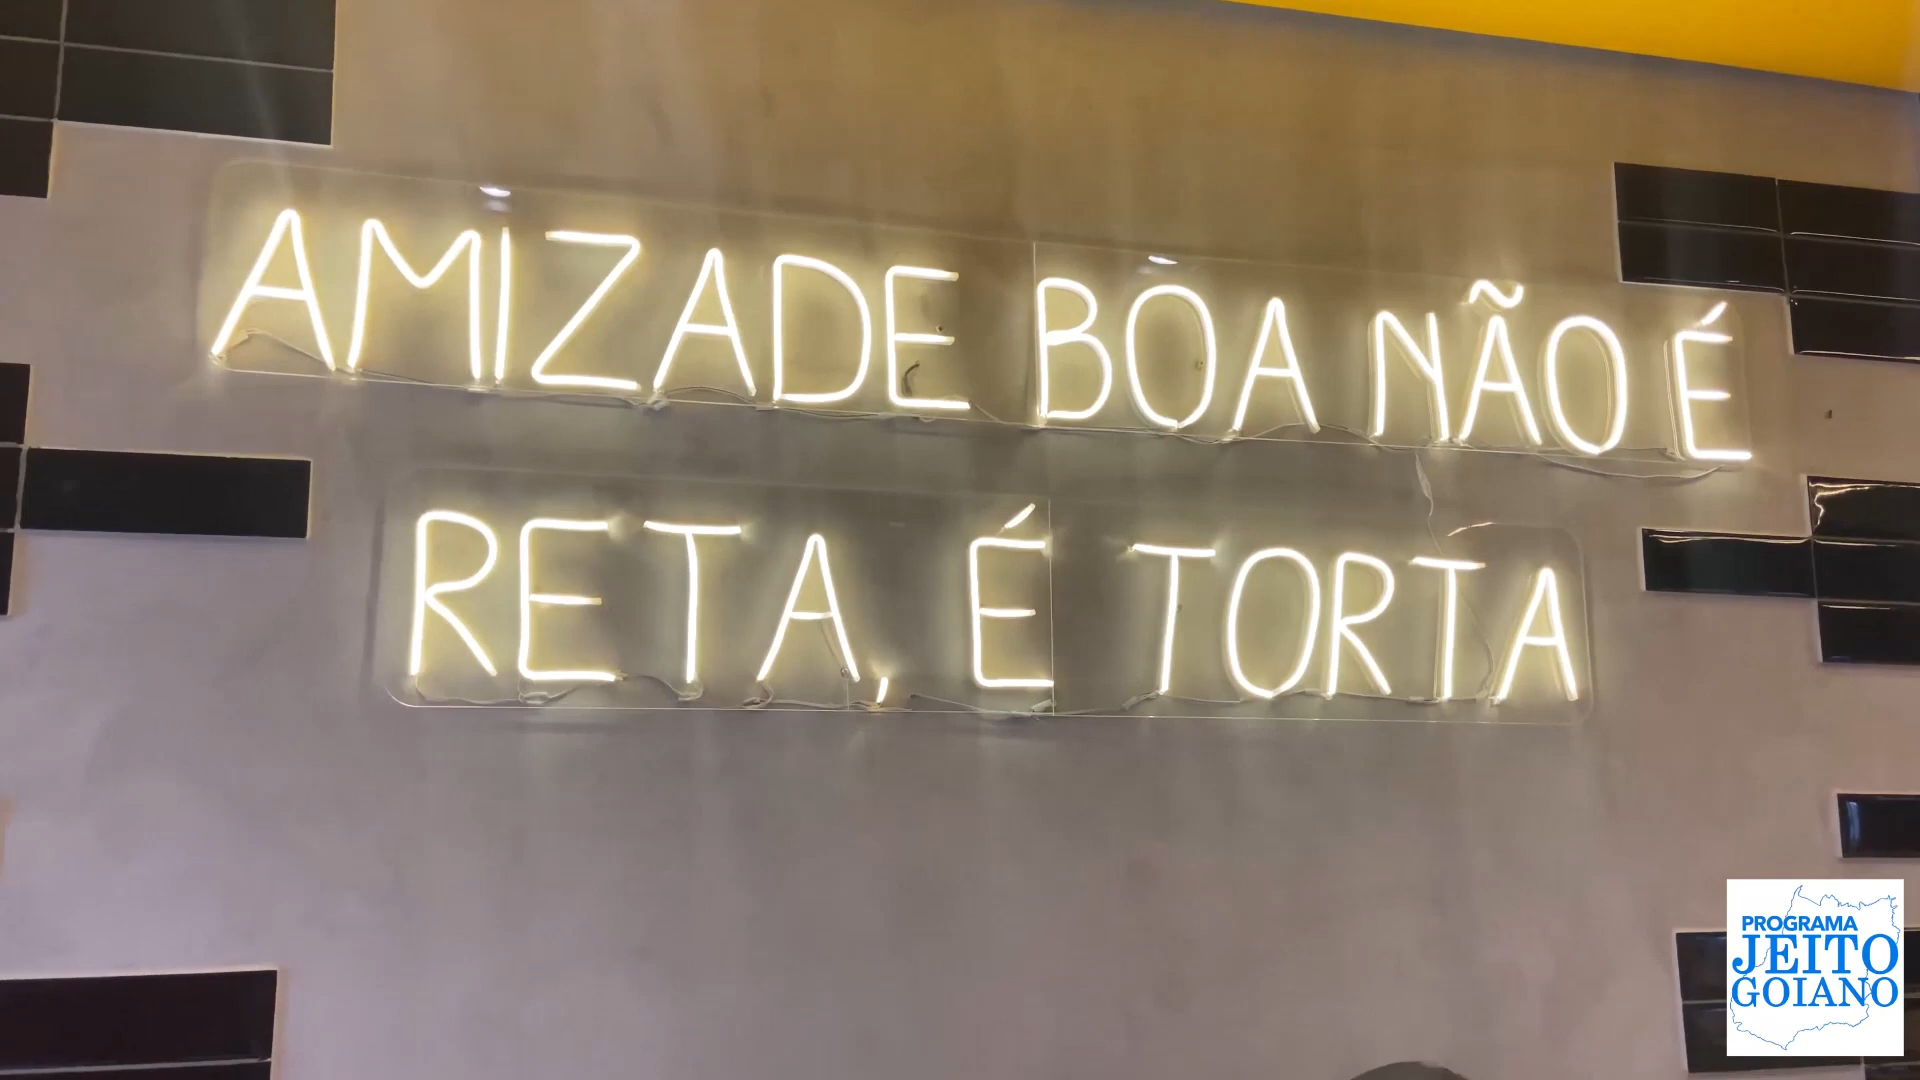 AMIZADE BOA NÃO É
RETA, É TORTA
PROGRAMA
JEITO
GOIANO